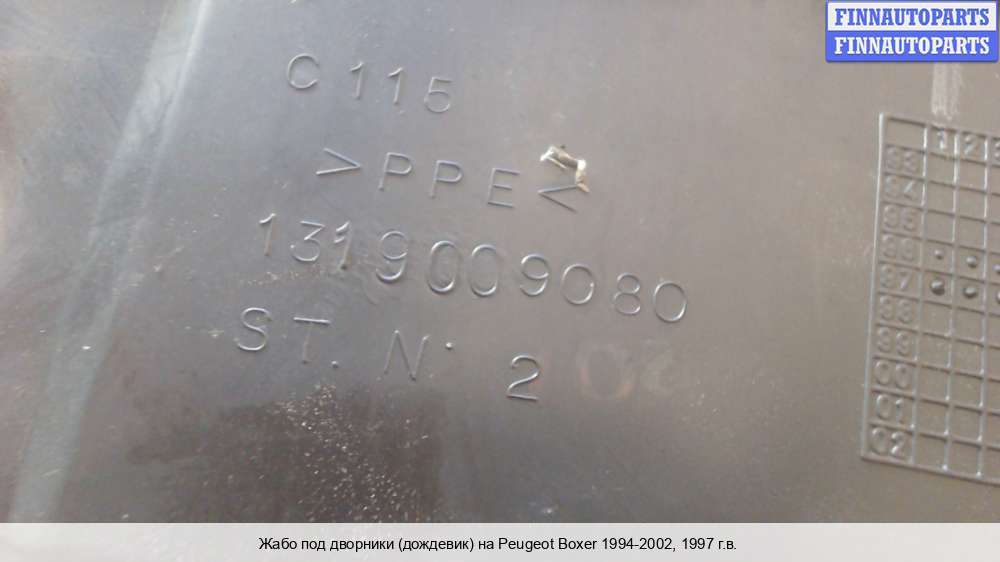 FINNAUTOPARTS
FINNAUTOPARTS
C 115
>PPE<
1319009080
ST. N· 2
1 2 3
93
94
95
96
97
98
99
00
01
02
Жабо под дворники (дождевик) на Peugeot Boxer 1994-2002, 1997 г.в.